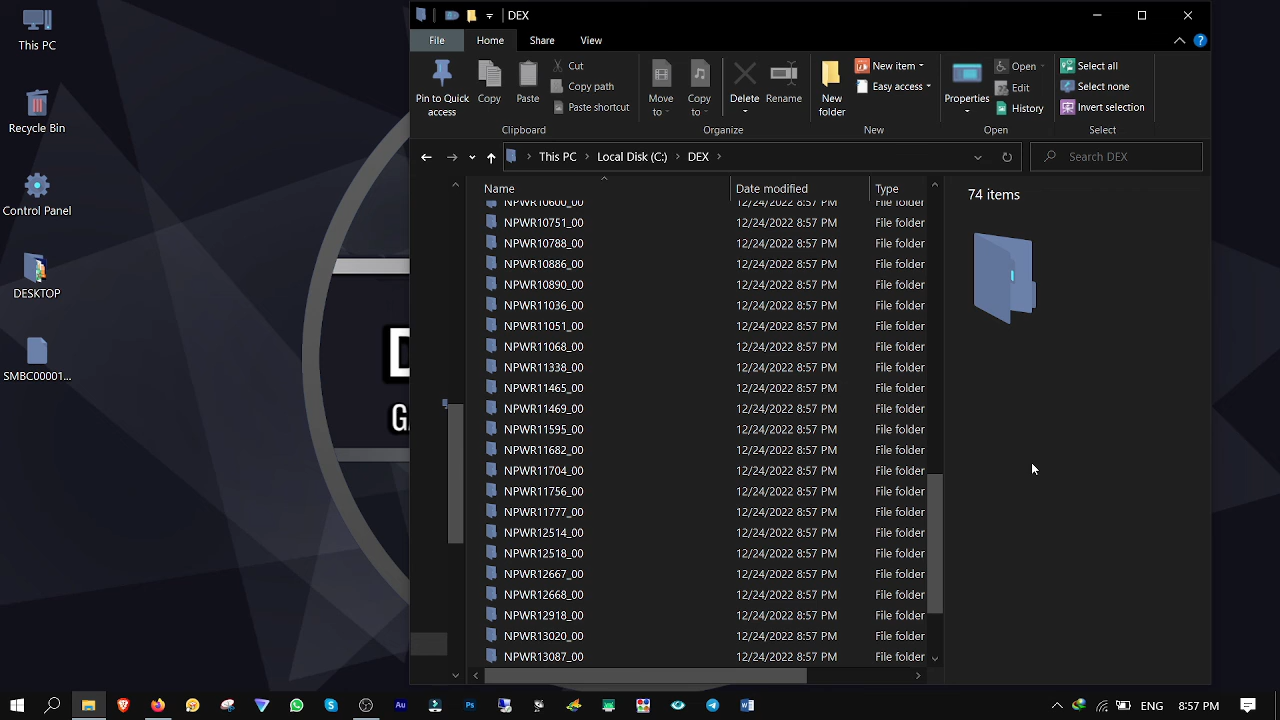 This PC
Recycle Bin
Control Panel
DESKTOP
SMBC00001...
DEX
File
Home
Share
View
Pin to Quick access
Copy
Paste
Cut
Copy path
Paste shortcut
Clipboard
Move to
Copy to
Delete
Rename
Organize
New folder
New item
Easy access
New
Properties
Open
Edit
History
Open
Select all
Select none
Invert selection
Select
This PC
Local Disk (C:)
DEX
Search DEX
Name Date modified Type
NPWR10600_00 12/24/2022 8:57 PM File folder
NPWR10751_00 12/24/2022 8:57 PM File folder
NPWR10788_00 12/24/2022 8:57 PM File folder
NPWR10886_00 12/24/2022 8:57 PM File folder
NPWR10890_00 12/24/2022 8:57 PM File folder
NPWR11036_00 12/24/2022 8:57 PM File folder
NPWR11051_00 12/24/2022 8:57 PM File folder
NPWR11068_00 12/24/2022 8:57 PM File folder
NPWR11338_00 12/24/2022 8:57 PM File folder
NPWR11465_00 12/24/2022 8:57 PM File folder
NPWR11469_00 12/24/2022 8:57 PM File folder
NPWR11595_00 12/24/2022 8:57 PM File folder
NPWR11682_00 12/24/2022 8:57 PM File folder
NPWR11704_00 12/24/2022 8:57 PM File folder
NPWR11756_00 12/24/2022 8:57 PM File folder
NPWR11777_00 12/24/2022 8:57 PM File folder
NPWR12514_00 12/24/2022 8:57 PM File folder
NPWR12518_00 12/24/2022 8:57 PM File folder
NPWR12667_00 12/24/2022 8:57 PM File folder
NPWR12668_00 12/24/2022 8:57 PM File folder
NPWR12918_00 12/24/2022 8:57 PM File folder
NPWR13020_00 12/24/2022 8:57 PM File folder
NPWR13087_00 12/24/2022 8:57 PM File folder
74 items
Au
Ps
ENG
8:57 PM